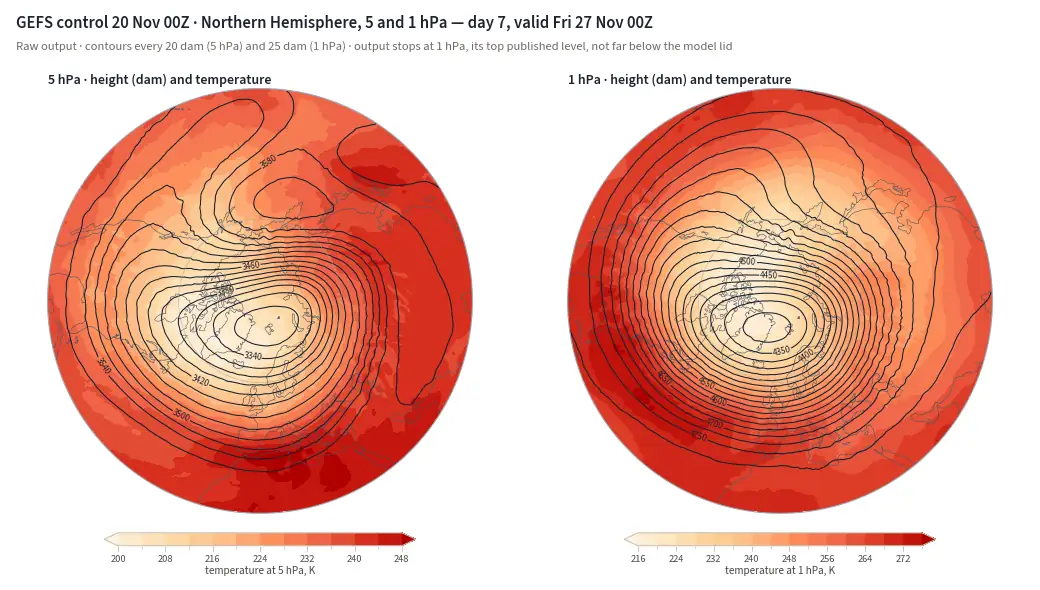 GEFS control 20 Nov 00Z · Northern Hemisphere, 5 and 1 hPa — day 7, valid Fri 27 Nov 00Z
Raw output · contours every 20 dam (5 hPa) and 25 dam (1 hPa) · output stops at 1 hPa, its top published level, not far below the model lid
5 hPa · height (dam) and temperature
1 hPa · height (dam) and temperature
3580
3460
3340
3420
3500
3540
4500
4450
4350
4400
200 208 216 224 232 240 248
temperature at 5 hPa, K
216 224 232 240 248 256 264 272
temperature at 1 hPa, K